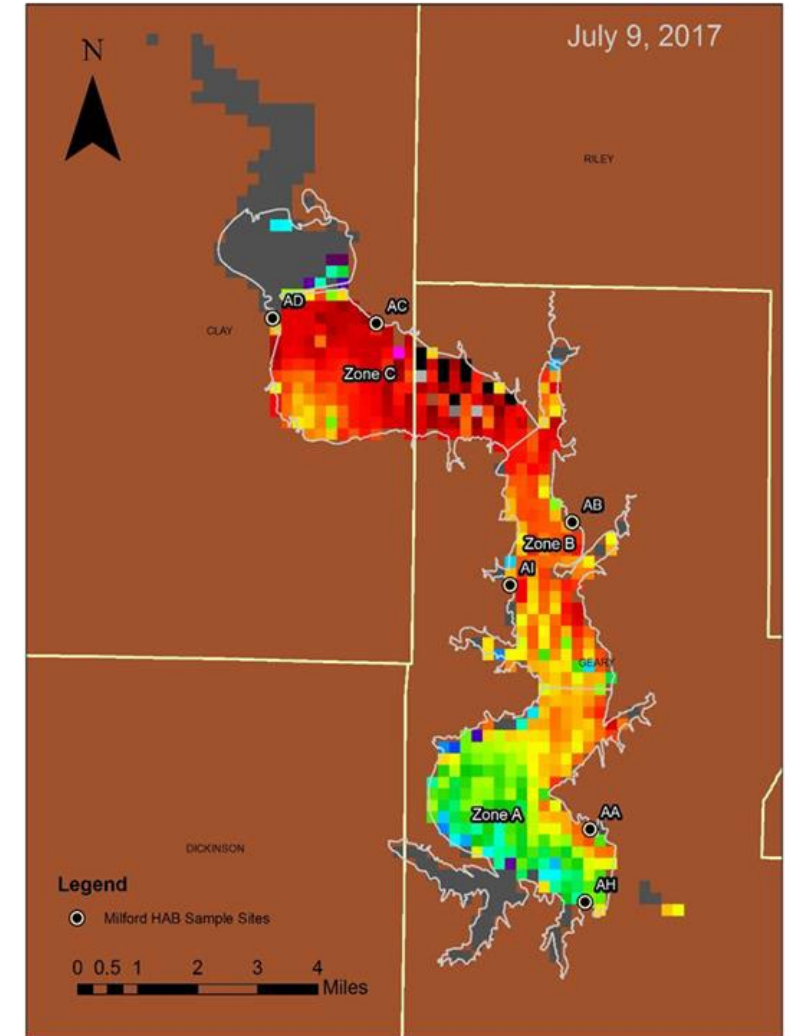 July 9, 2017
N
RILEY
AD
AC
CLAY
Zone C
AB
Zone B
AI
GEARY
Zone A
AA
DICKINSON
AH
Legend
Milford HAB Sample Sites
0 0.5 1 2 3 4
Miles